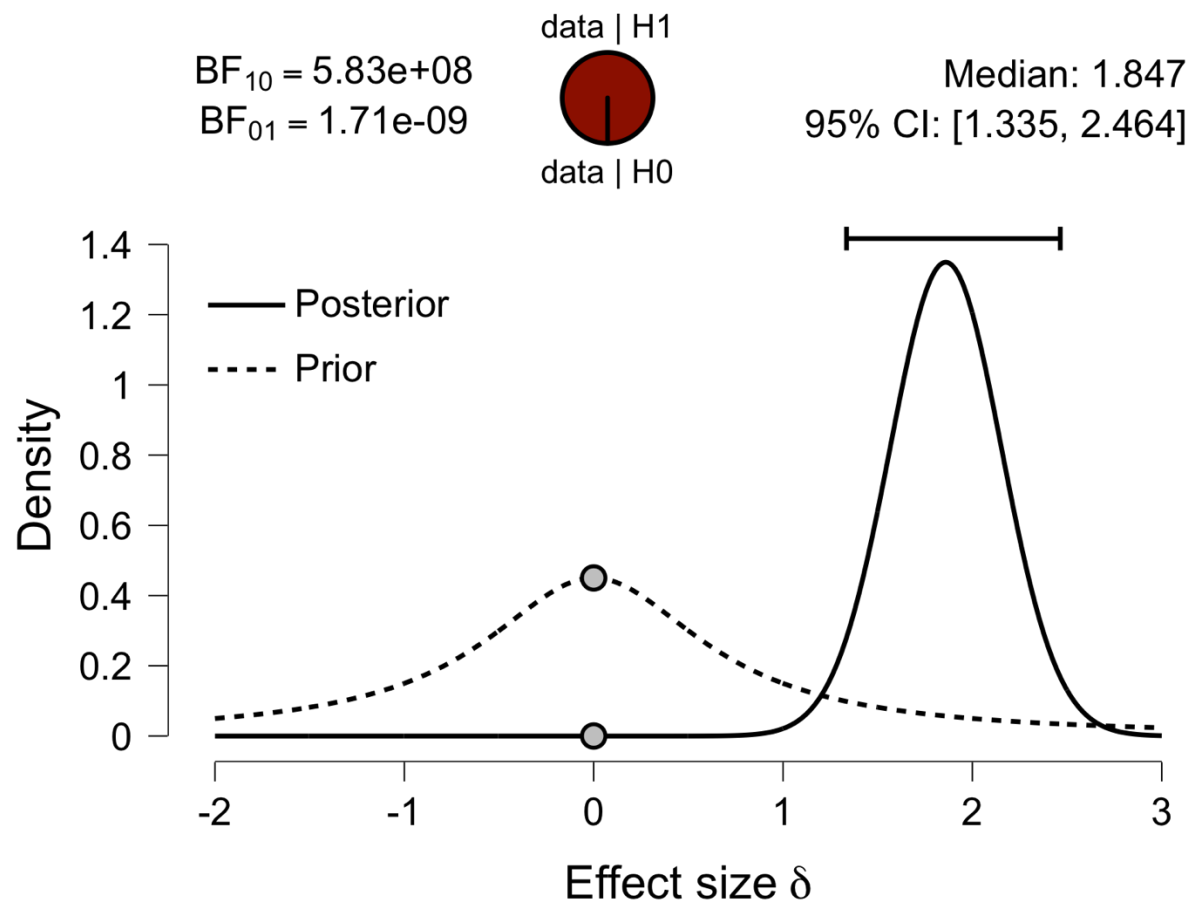 data | H1
BF10 = 5.83e+08
BF01 = 1.71e-09
Median: 1.847
95% CI: [1.335, 2.464]
data | H0
Posterior
Prior
Density
1.4
1.2
1
0.8
0.6
0.4
0.2
0
-2
-1
0
1
2
3
Effect size δ